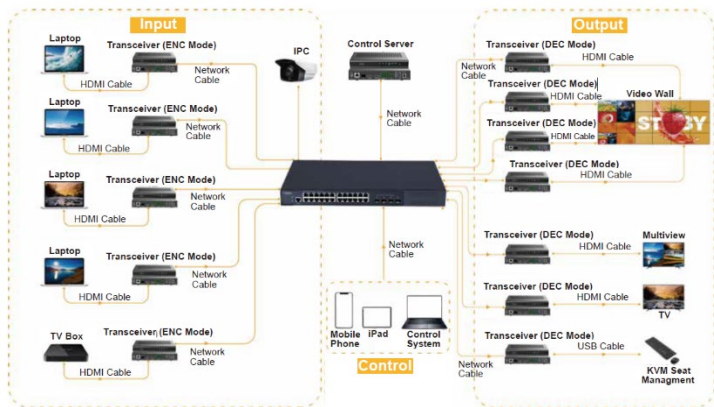 Input
Laptop
Transceiver (ENC Mode)
HDMI Cable
Network
Cable
Laptop
Transceiver (ENC Mode)
HDMI Cable
Network
Cable
Laptop
Transceiver (ENC Mode)
HDMI Cable
Network
Cable
Laptop
Transceiver (ENC Mode)
HDMI Cable
Network
Cable
TV Box
Transceiver (ENC Mode)
HDMI Cable
Network
Cable
IPC
Control Server
Network
Cable
Network
Cable
Mobile
Phone
iPad
Control
System
Control
Output
Transceiver (DEC Mode)
HDMI Cable
Network
Cable
Transceiver (DEC Mode)
HDMI Cable
Video Wall
ST BY
Transceiver (DEC Mode)
HDMI Cable
Transceiver (DEC Mode)
HDMI Cable
Transceiver (DEC Mode)
HDMI Cable
Multiview
Transceiver (DEC Mode)
HDMI Cable
TV
Transceiver (DEC Mode)
USB Cable
Network
Cable
KVM Seat
Managment